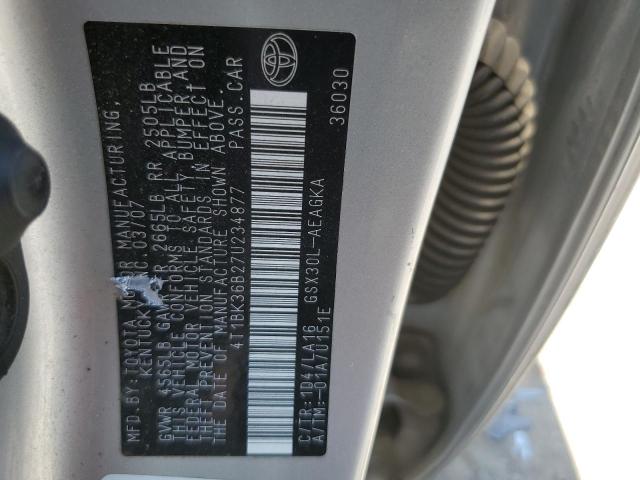 MFD. BY: TOYOTA MOTOR MANUFACTURING,
KENTUCKY, INC. 03/07
GVWR 4565LB GAWR FR 2665LB RR 2505LB
THIS VEHICLE CONFORMS TO ALL APPLICABLE
FEDERAL MOTOR VEHICLE SAFETY, BUMPER AND
THEFT PREVENTION STANDARDS IN EFFECT ON
THE DATE OF MANUFACTURE SHOWN ABOVE.
4T1BK36B27U234877 PASS.CAR
C/TR:1D4/LA16 GSX30L-AEAGKA
A/TM:-01A/U151E 36030